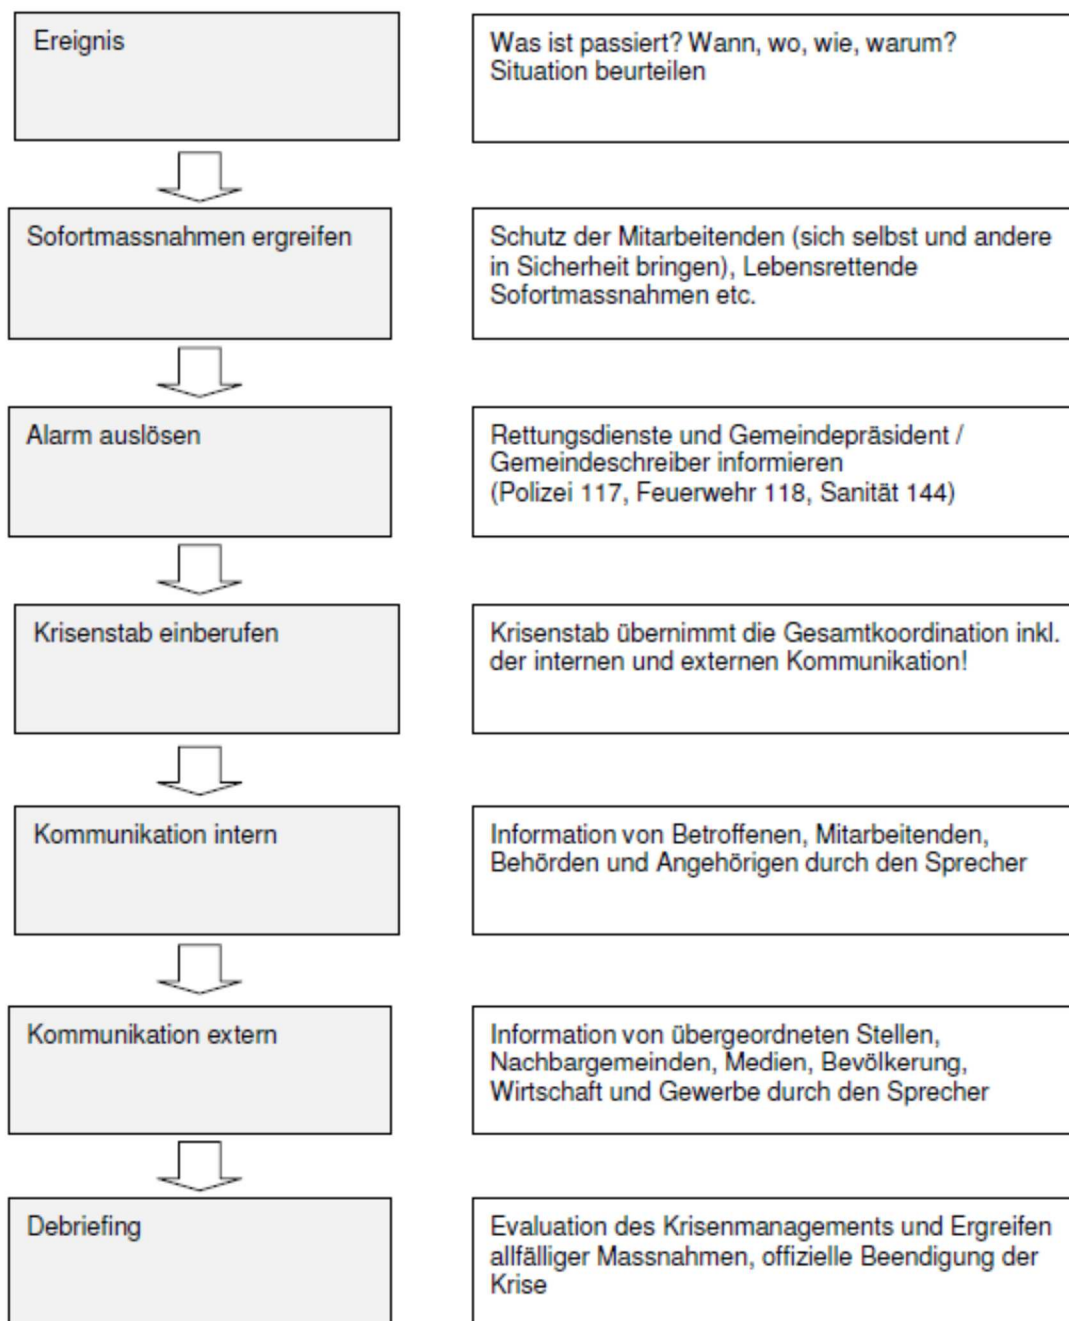 Ereignis
Was ist passiert? Wann, wo, wie, warum?
Situation beurteilen
Sofortmassnahmen ergreifen
Schutz der Mitarbeitenden (sich selbst und andere
in Sicherheit bringen), Lebensrettende
Sofortmassnahmen etc.
Alarm auslösen
Rettungsdienste und Gemeindepräsident /
Gemeindeschreiber informieren
(Polizei 117, Feuerwehr 118, Sanität 144)
Krisenstab einberufen
Krisenstab übernimmt die Gesamtkoordination inkl.
der internen und externen Kommunikation!
Kommunikation intern
Information von Betroffenen, Mitarbeitenden,
Behörden und Angehörigen durch den Sprecher
Kommunikation extern
Information von übergeordneten Stellen,
Nachbargemeinden, Medien, Bevölkerung,
Wirtschaft und Gewerbe durch den Sprecher
Debriefing
Evaluation des Krisenmanagements und Ergreifen
allfälliger Massnahmen, offizielle Beendigung der
Krise